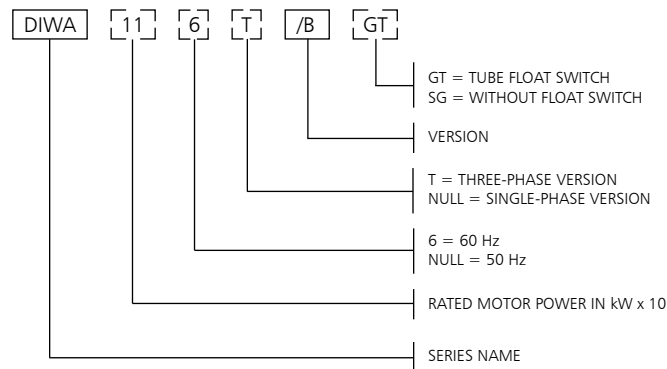 DIWA 11 6 T /B GT
GT = TUBE FLOAT SWITCH
SG = WITHOUT FLOAT SWITCH
VERSION
T = THREE-PHASE VERSION
NULL = SINGLE-PHASE VERSION
6 = 60 Hz
NULL = 50 Hz
RATED MOTOR POWER IN kW x 10
SERIES NAME